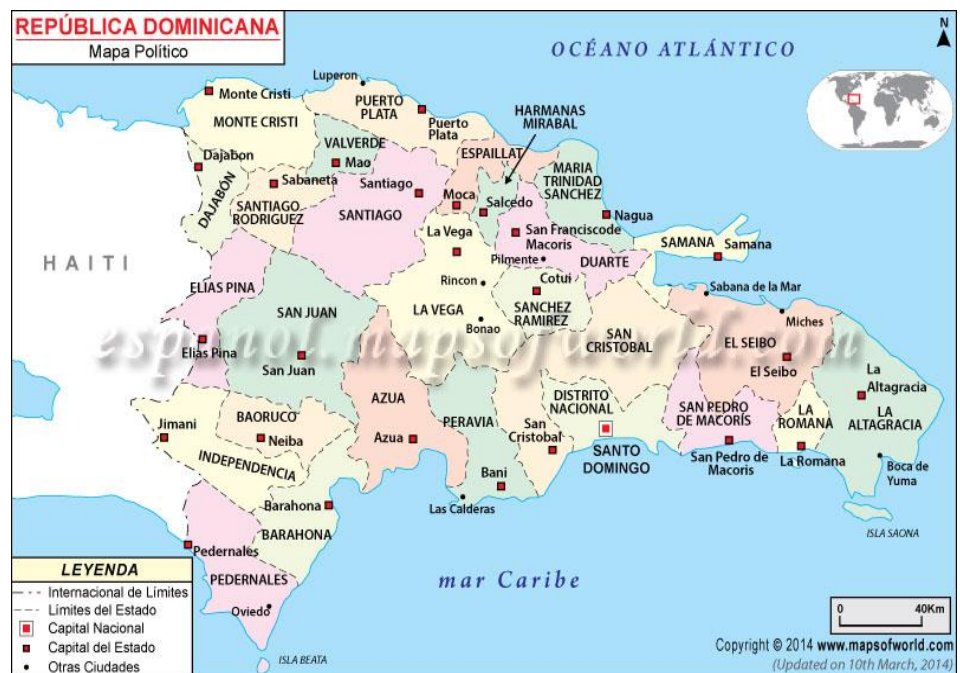 REPÚBLICA DOMINICANA
Mapa Político
OCÉANO ATLÁNTICO
N
Luperon
Monte Cristi
MONTE CRISTI
PUERTO
PLATA
Puerto
Plata
HARMANAS
MIRABAL
VALVERDE
Mao
ESPAILLAT
MARIA
TRINIDAD
SANCHEZ
Dajabon
DAJABÓN
Sabaneta
SANTIAGO
RODRIGUEZ
Santiago
SANTIAGO
Moca
Salcedo
Nagua
La Vega
San Franciscode
Macoris
Pilmente
DUARTE
SAMANA
Samana
HAITI
ELIAS PINA
Rincon
Cotui
Sabana de la Mar
SAN JUAN
LA VEGA
Bonao
SANCHEZ
RAMIREZ
SAN
CRISTOBAL
Miches
EL SEIBO
El Seibo
espanol.mapsofworld.com
Elias Pina
San Juan
La
Altagracia
LA
ALTAGRACIA
AZUA
Azua
PERAVIA
DISTRITO
NACIONAL
SAN PEDRO
DE MACORIS
LA
ROMANA
BAORUCO
Neiba
Jimani
INDEPENDENCIA
San
Cristobal
SANTO
DOMINGO
San Pedro de
Macoris
La Romana
Boca de
Yuma
Bani
Las Calderas
Barahona
BARAHONA
ISLA SAONA
Pedernales
PEDERNALES
Oviedo
ISLA BEATA
mar Caribe
LEYENDA
Internacional de Límites
Límites del Estado
Capital Nacional
Capital del Estado
Otras Ciudades
0 40Km
Copyright © 2014 www.mapsofworld.com
(Updated on 10th March, 2014)